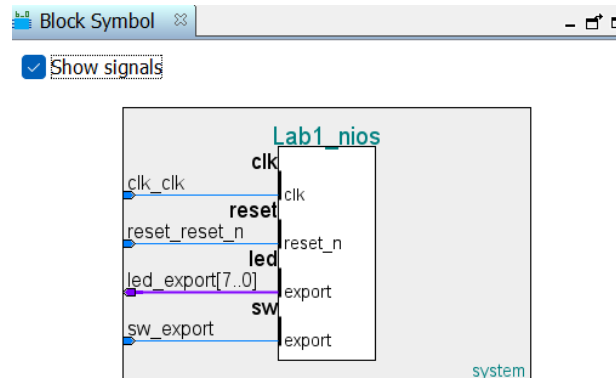 Block Symbol
Show signals
Lab1_nios
clk
clk_clk
clk
reset
reset_reset_n
reset_n
led
led_export[7..0]
export
sw
sw_export
export
system